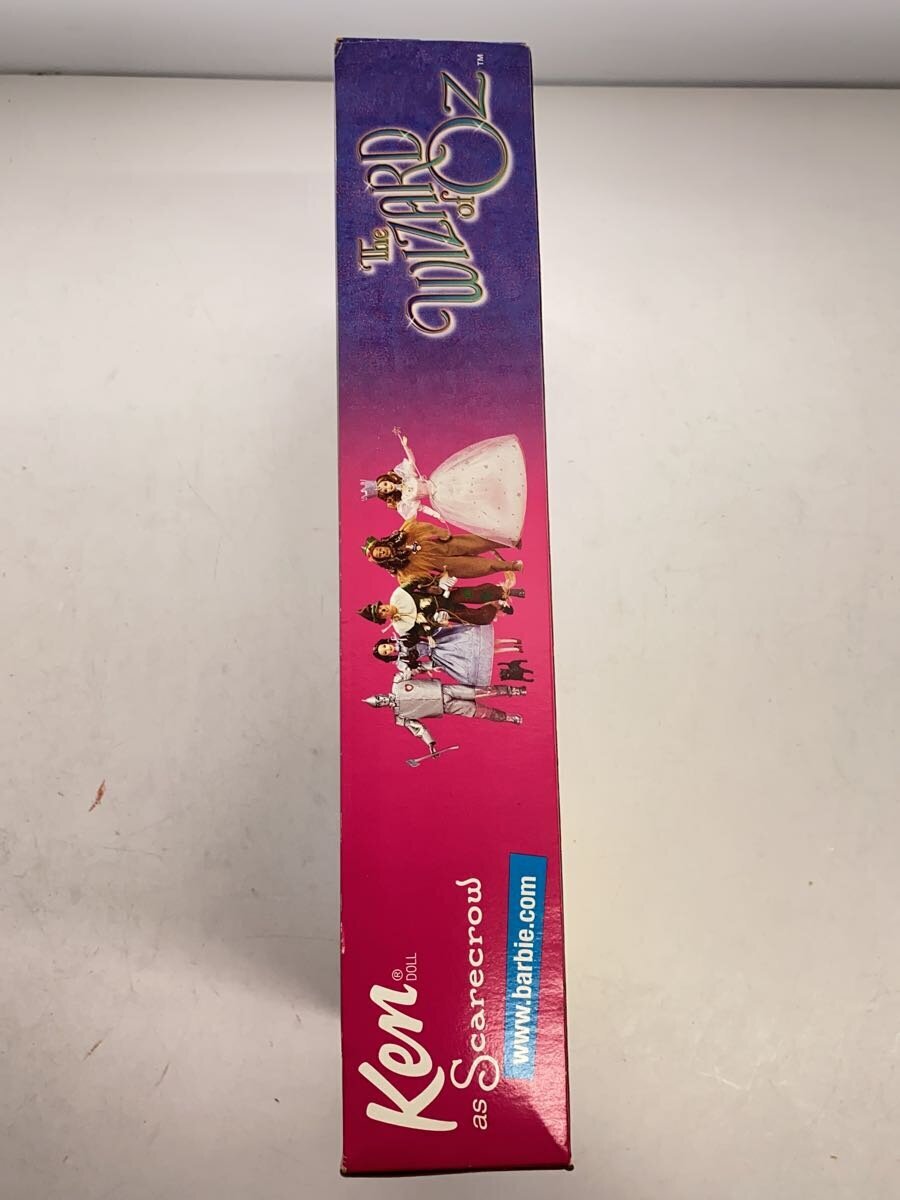 The
WIZARD
of Oz™
Ken® DOLL
as Scarecrow
www.barbie.com